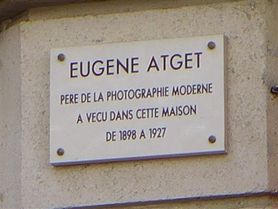 EUGENE ATGET
PERE DE LA PHOTOGRAPHIE MODERNE
A VECU DANS CETTE MAISON
DE 1898 A 1927